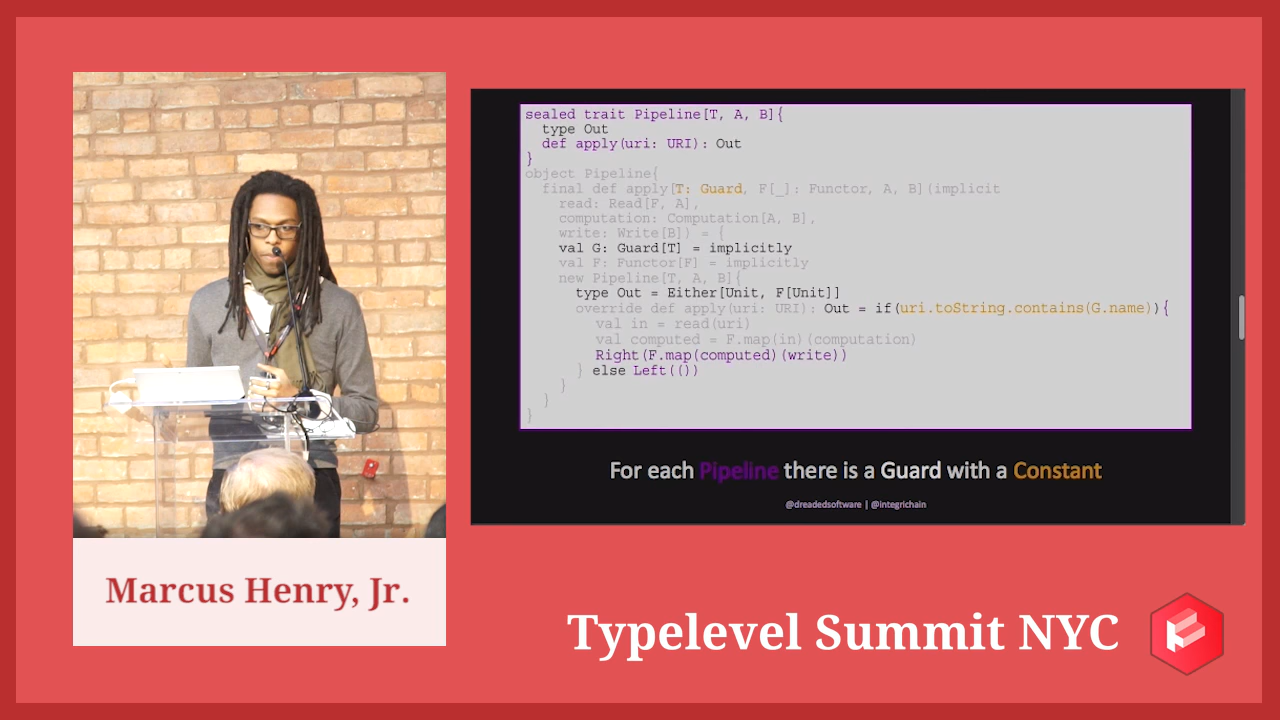 sealed trait Pipeline[T, A, B]{
  type Out
  def apply(uri: URI): Out
}
object Pipeline{
  final def apply[T: Guard, F[_]: Functor, A, B](implicit
    read: Read[F, A],
    computation: Computation[A, B],
    write: Write[B]) = {
    val G: Guard[T] = implicitly
    val F: Functor[F] = implicitly
    new Pipeline[T, A, B]{
      type Out = Either[Unit, F[Unit]]
      override def apply(uri: URI): Out = if(uri.toString.contains(G.name)){
        val in = read(uri)
        val computed = F.map(in)(computation)
        Right(F.map(computed)(write))
      } else Left(())
    }
  }
}
For each Pipeline there is a Guard with a Constant
@dreadedsoftware | @integrichain
Marcus Henry, Jr.
Typelevel Summit NYC